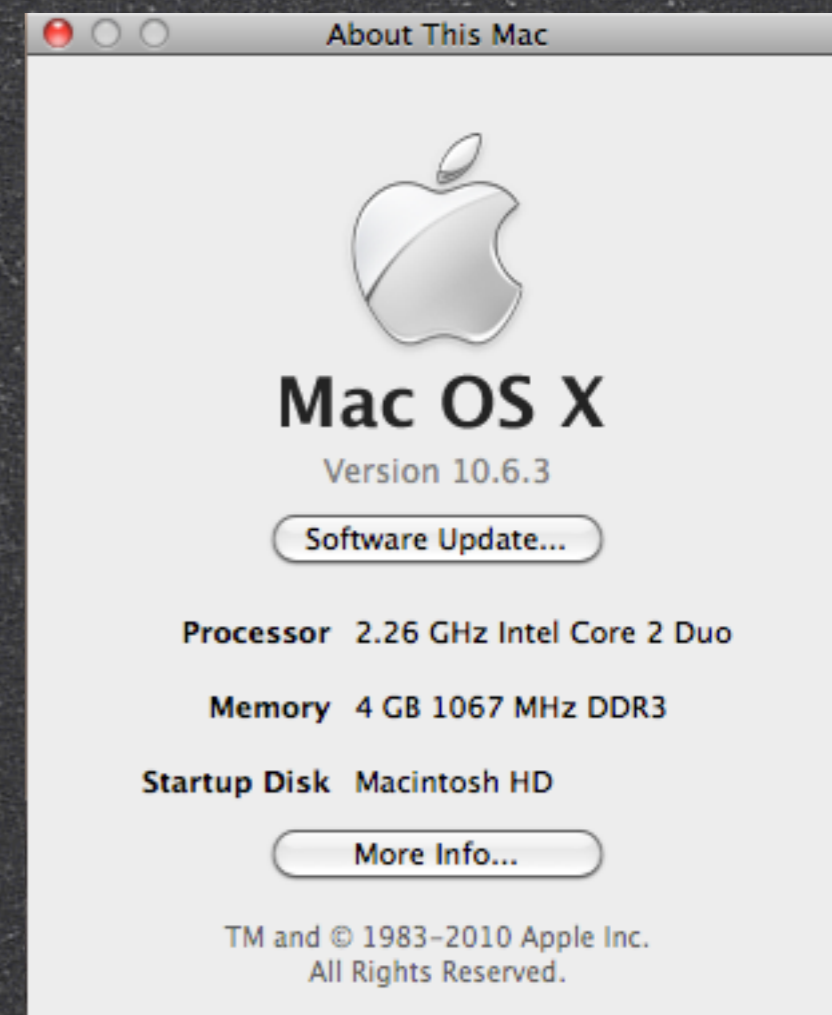 About This Mac
Mac OS X
Version 10.6.3
Software Update...
Processor 2.26 GHz Intel Core 2 Duo
Memory 4 GB 1067 MHz DDR3
Startup Disk Macintosh HD
More Info...
TM and © 1983–2010 Apple Inc.
All Rights Reserved.